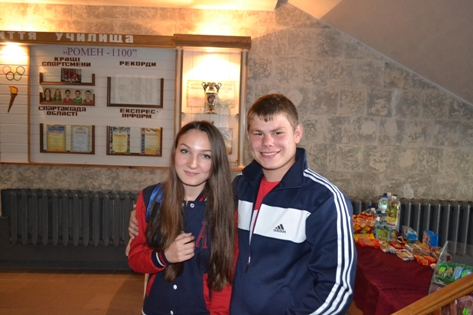 ТТЯ УЧИЛИЩА
"РОМЕН -1100"
КРАЩІ
СПОРТСМЕНИ
РЕКОРДИ
СПАРТАКІАДА
ОБЛАСТІ
ЕКСПРЕС-
ІНФОРМ
adidas